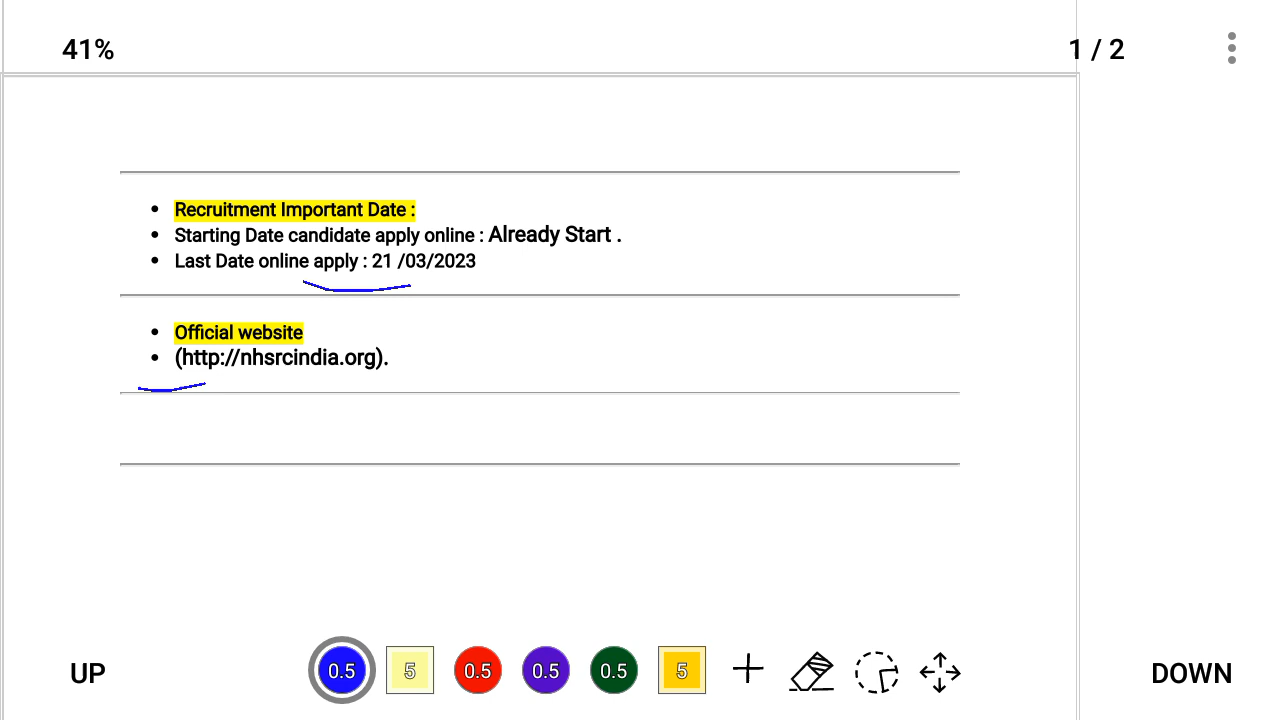 41%
1 / 2
Recruitment Important Date :
Starting Date candidate apply online : Already Start .
Last Date online apply : 21 /03/2023
Official website
(http://nhsrcindia.org).
UP
0.5
5
0.5
0.5
0.5
5
DOWN